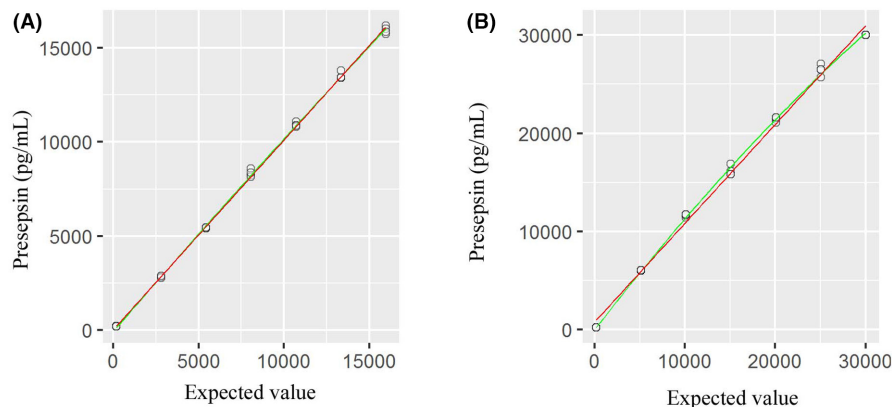 (A)
Presepsin (pg/mL)
15000
10000
5000
0
0 5000 10000 15000
Expected value
(B)
Presepsin (pg/mL)
30000
20000
10000
0
0 10000 20000 30000
Expected value